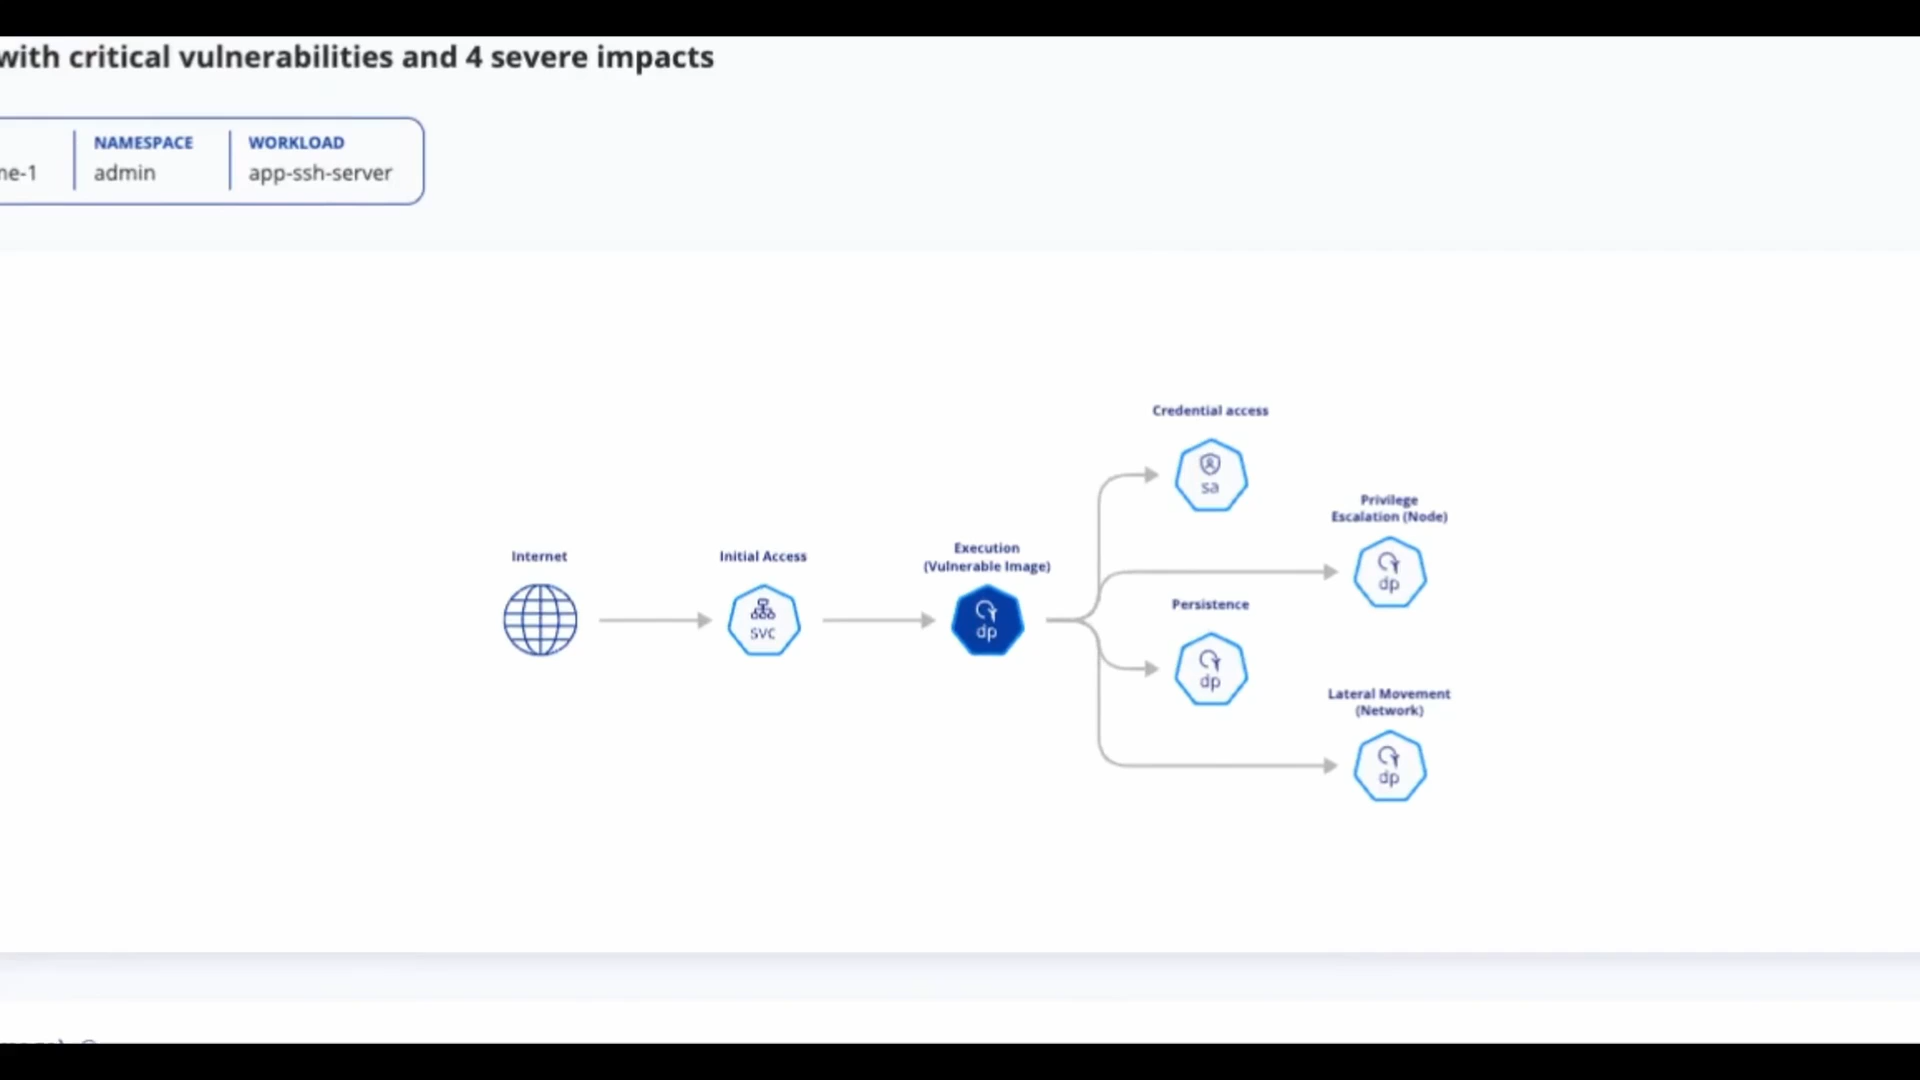 with critical vulnerabilities and 4 severe impacts
NAMESPACE
WORKLOAD
me-1
admin
app-ssh-server
Credential access
sa
Privilege
Escalation (Node)
dp
Internet
Initial Access
svc
Execution
(Vulnerable Image)
dp
Persistence
dp
Lateral Movement
(Network)
dp